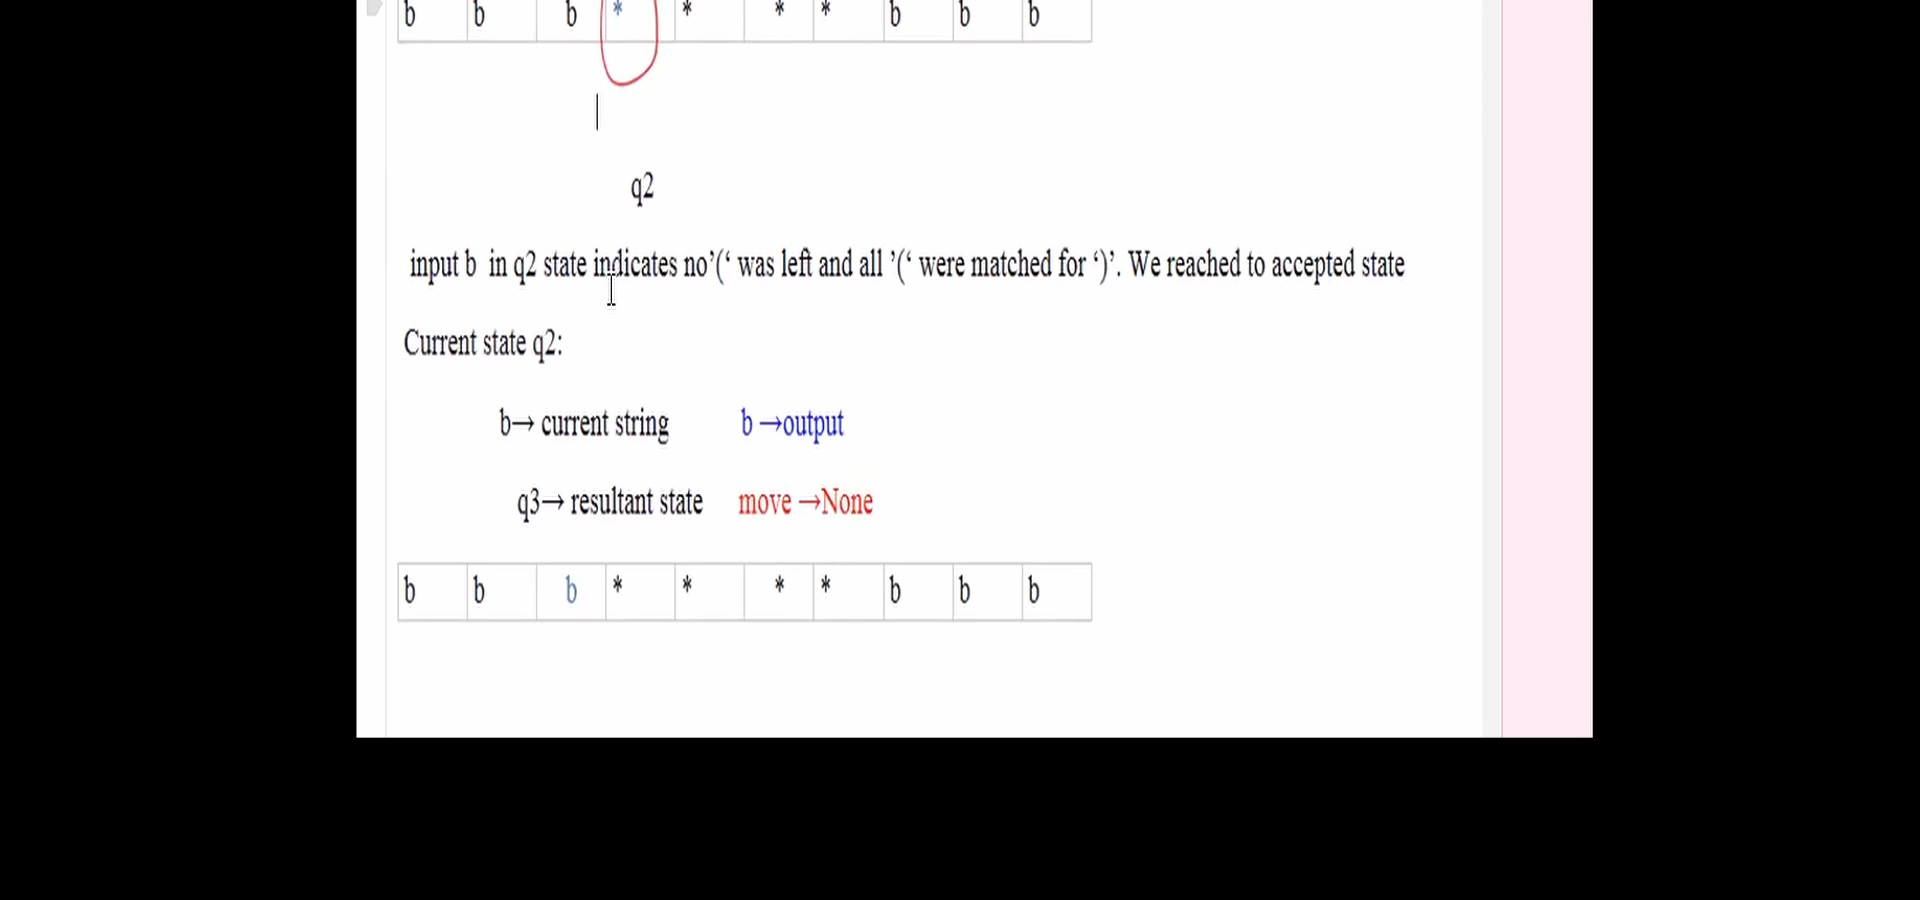 b b b * * * * b b b
q2
input b in q2 state indicates no’(‘ was left and all ’(‘ were matched for ‘)’. We reached to accepted state
Current state q2:
b→ current string b →output
q3→ resultant state move →None
b b b * * * * b b b